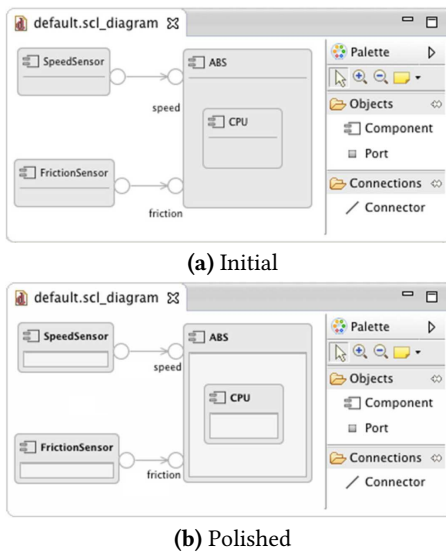 default.scl_diagram
Palette
SpeedSensor
ABS
speed
CPU
Objects
Component
Port
FrictionSensor
friction
Connections
Connector
(a) Initial
default.scl_diagram
Palette
SpeedSensor
ABS
speed
CPU
Objects
Component
Port
FrictionSensor
friction
Connections
Connector
(b) Polished